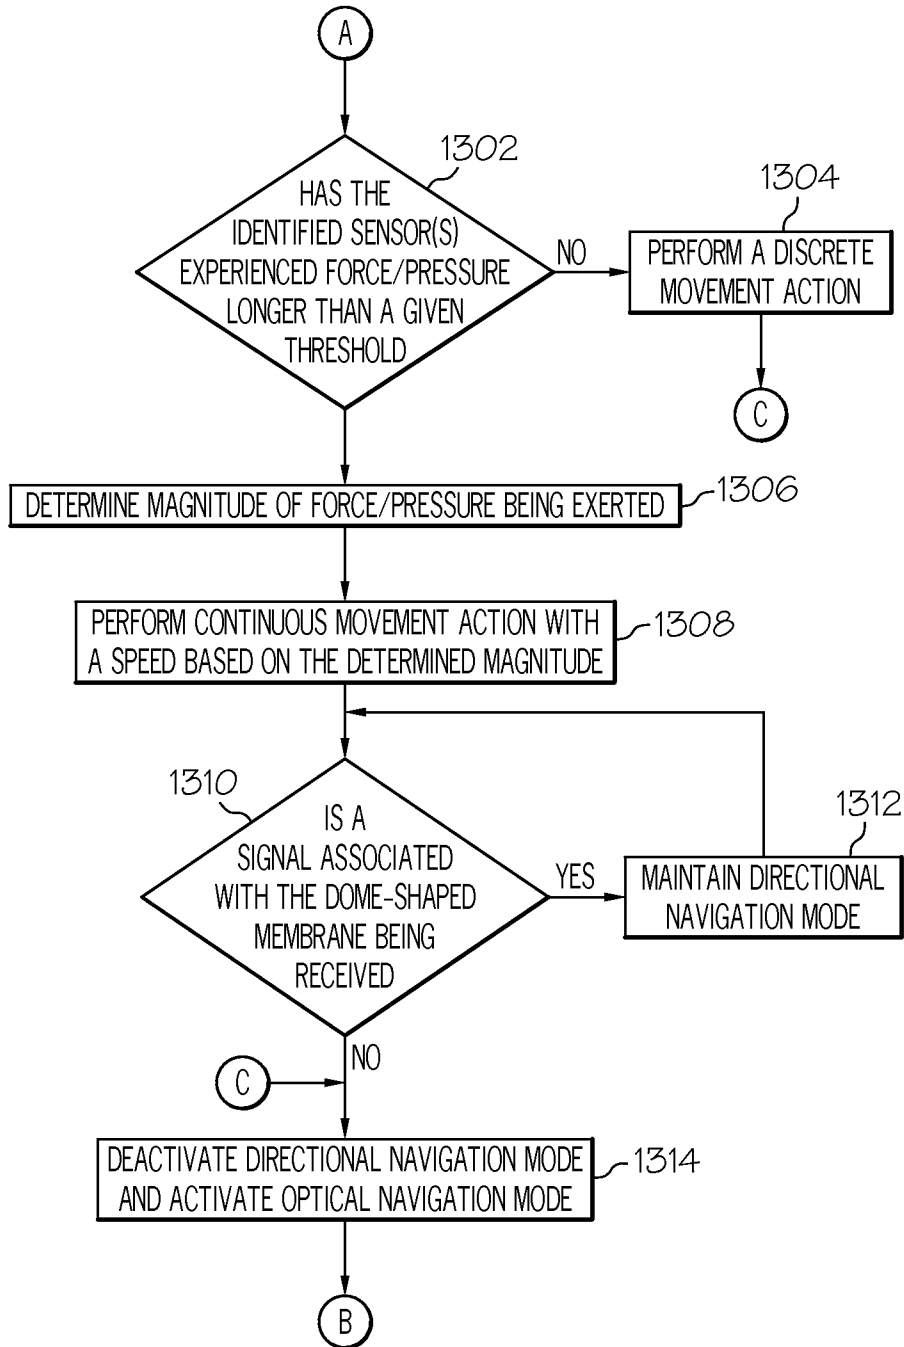 A
1302
HAS THE
IDENTIFIED SENSOR(S)
EXPERIENCED FORCE/PRESSURE
LONGER THAN A GIVEN
THRESHOLD
NO
1304
PERFORM A DISCRETE
MOVEMENT ACTION
C
DETERMINE MAGNITUDE OF FORCE/PRESSURE BEING EXERTED
1306
PERFORM CONTINUOUS MOVEMENT ACTION WITH
A SPEED BASED ON THE DETERMINED MAGNITUDE
1308
1310
IS A
SIGNAL ASSOCIATED
WITH THE DOME-SHAPED
MEMBRANE BEING
RECEIVED
YES
1312
MAINTAIN DIRECTIONAL
NAVIGATION MODE
NO
C
DEACTIVATE DIRECTIONAL NAVIGATION MODE
AND ACTIVATE OPTICAL NAVIGATION MODE
1314
B